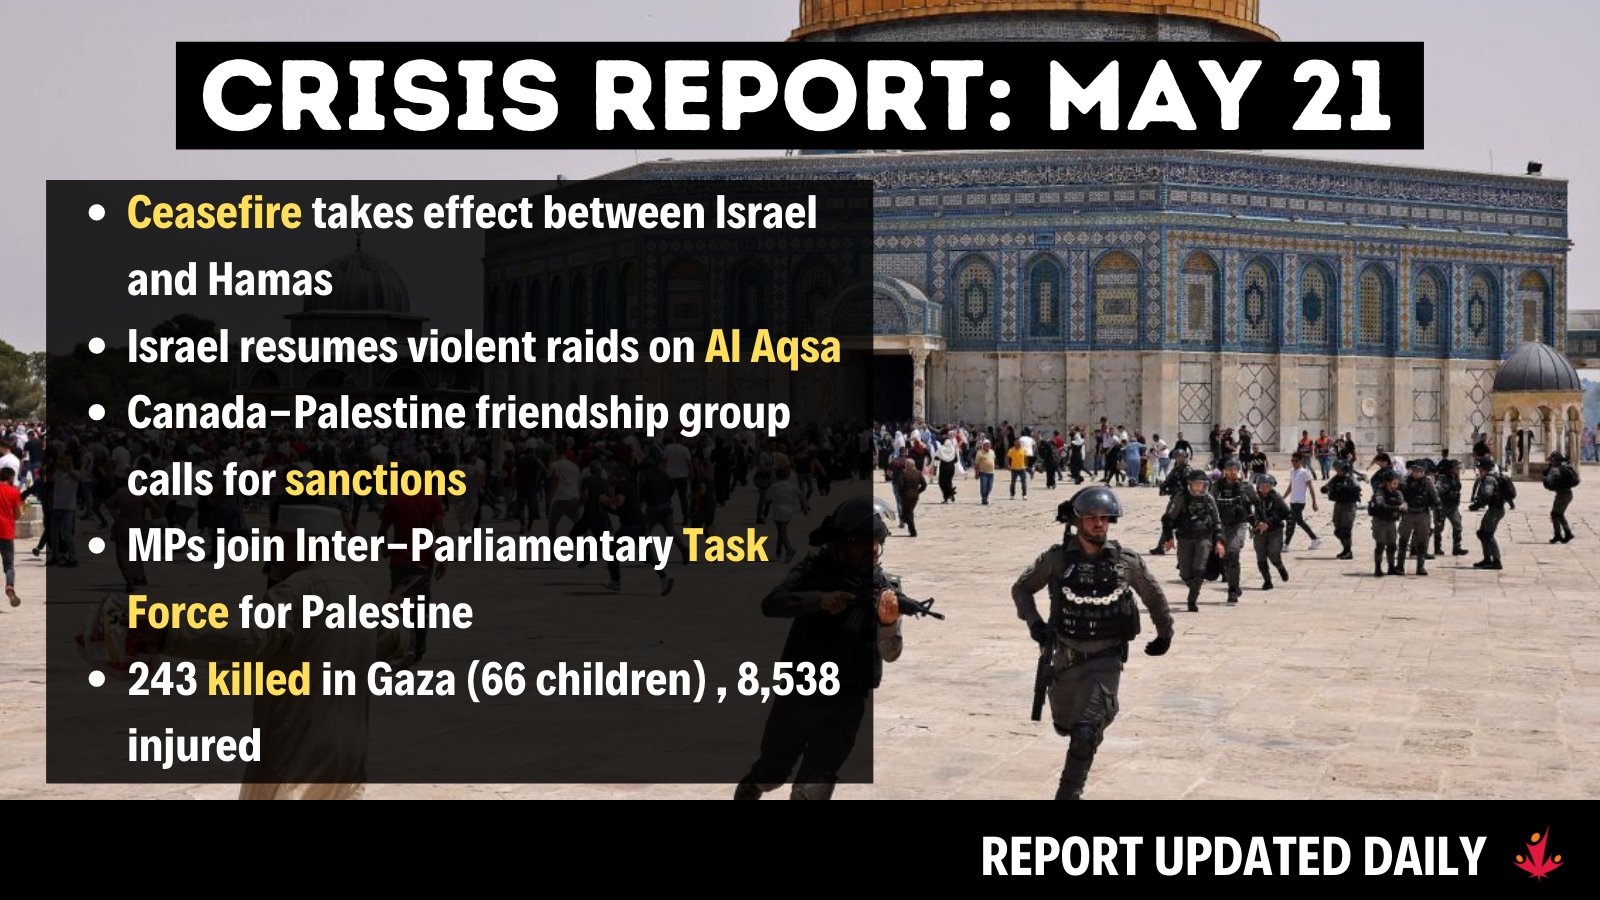 CRISIS REPORT: MAY 21
• Ceasefire takes effect between Israel
and Hamas
• Israel resumes violent raids on Al Aqsa
• Canada–Palestine friendship group
calls for sanctions
• MPs join Inter–Parliamentary Task
Force for Palestine
• 243 killed in Gaza (66 children) , 8,538
injured
REPORT UPDATED DAILY